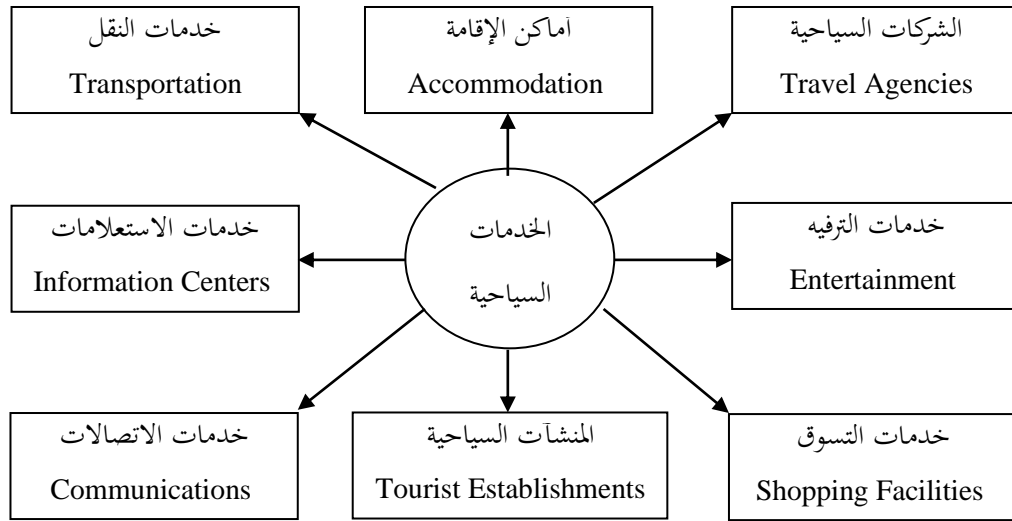 الشركات السياحية
Travel Agencies
أماكن الإقامة
Accommodation
خدمات النقل
Transportation
الخدمات
السياحية
خدمات الترفيه
Entertainment
خدمات الاستعلامات
Information Centers
خدمات التسوق
Shopping Facilities
المنشآت السياحية
Tourist Establishments
خدمات الاتصالات
Communications